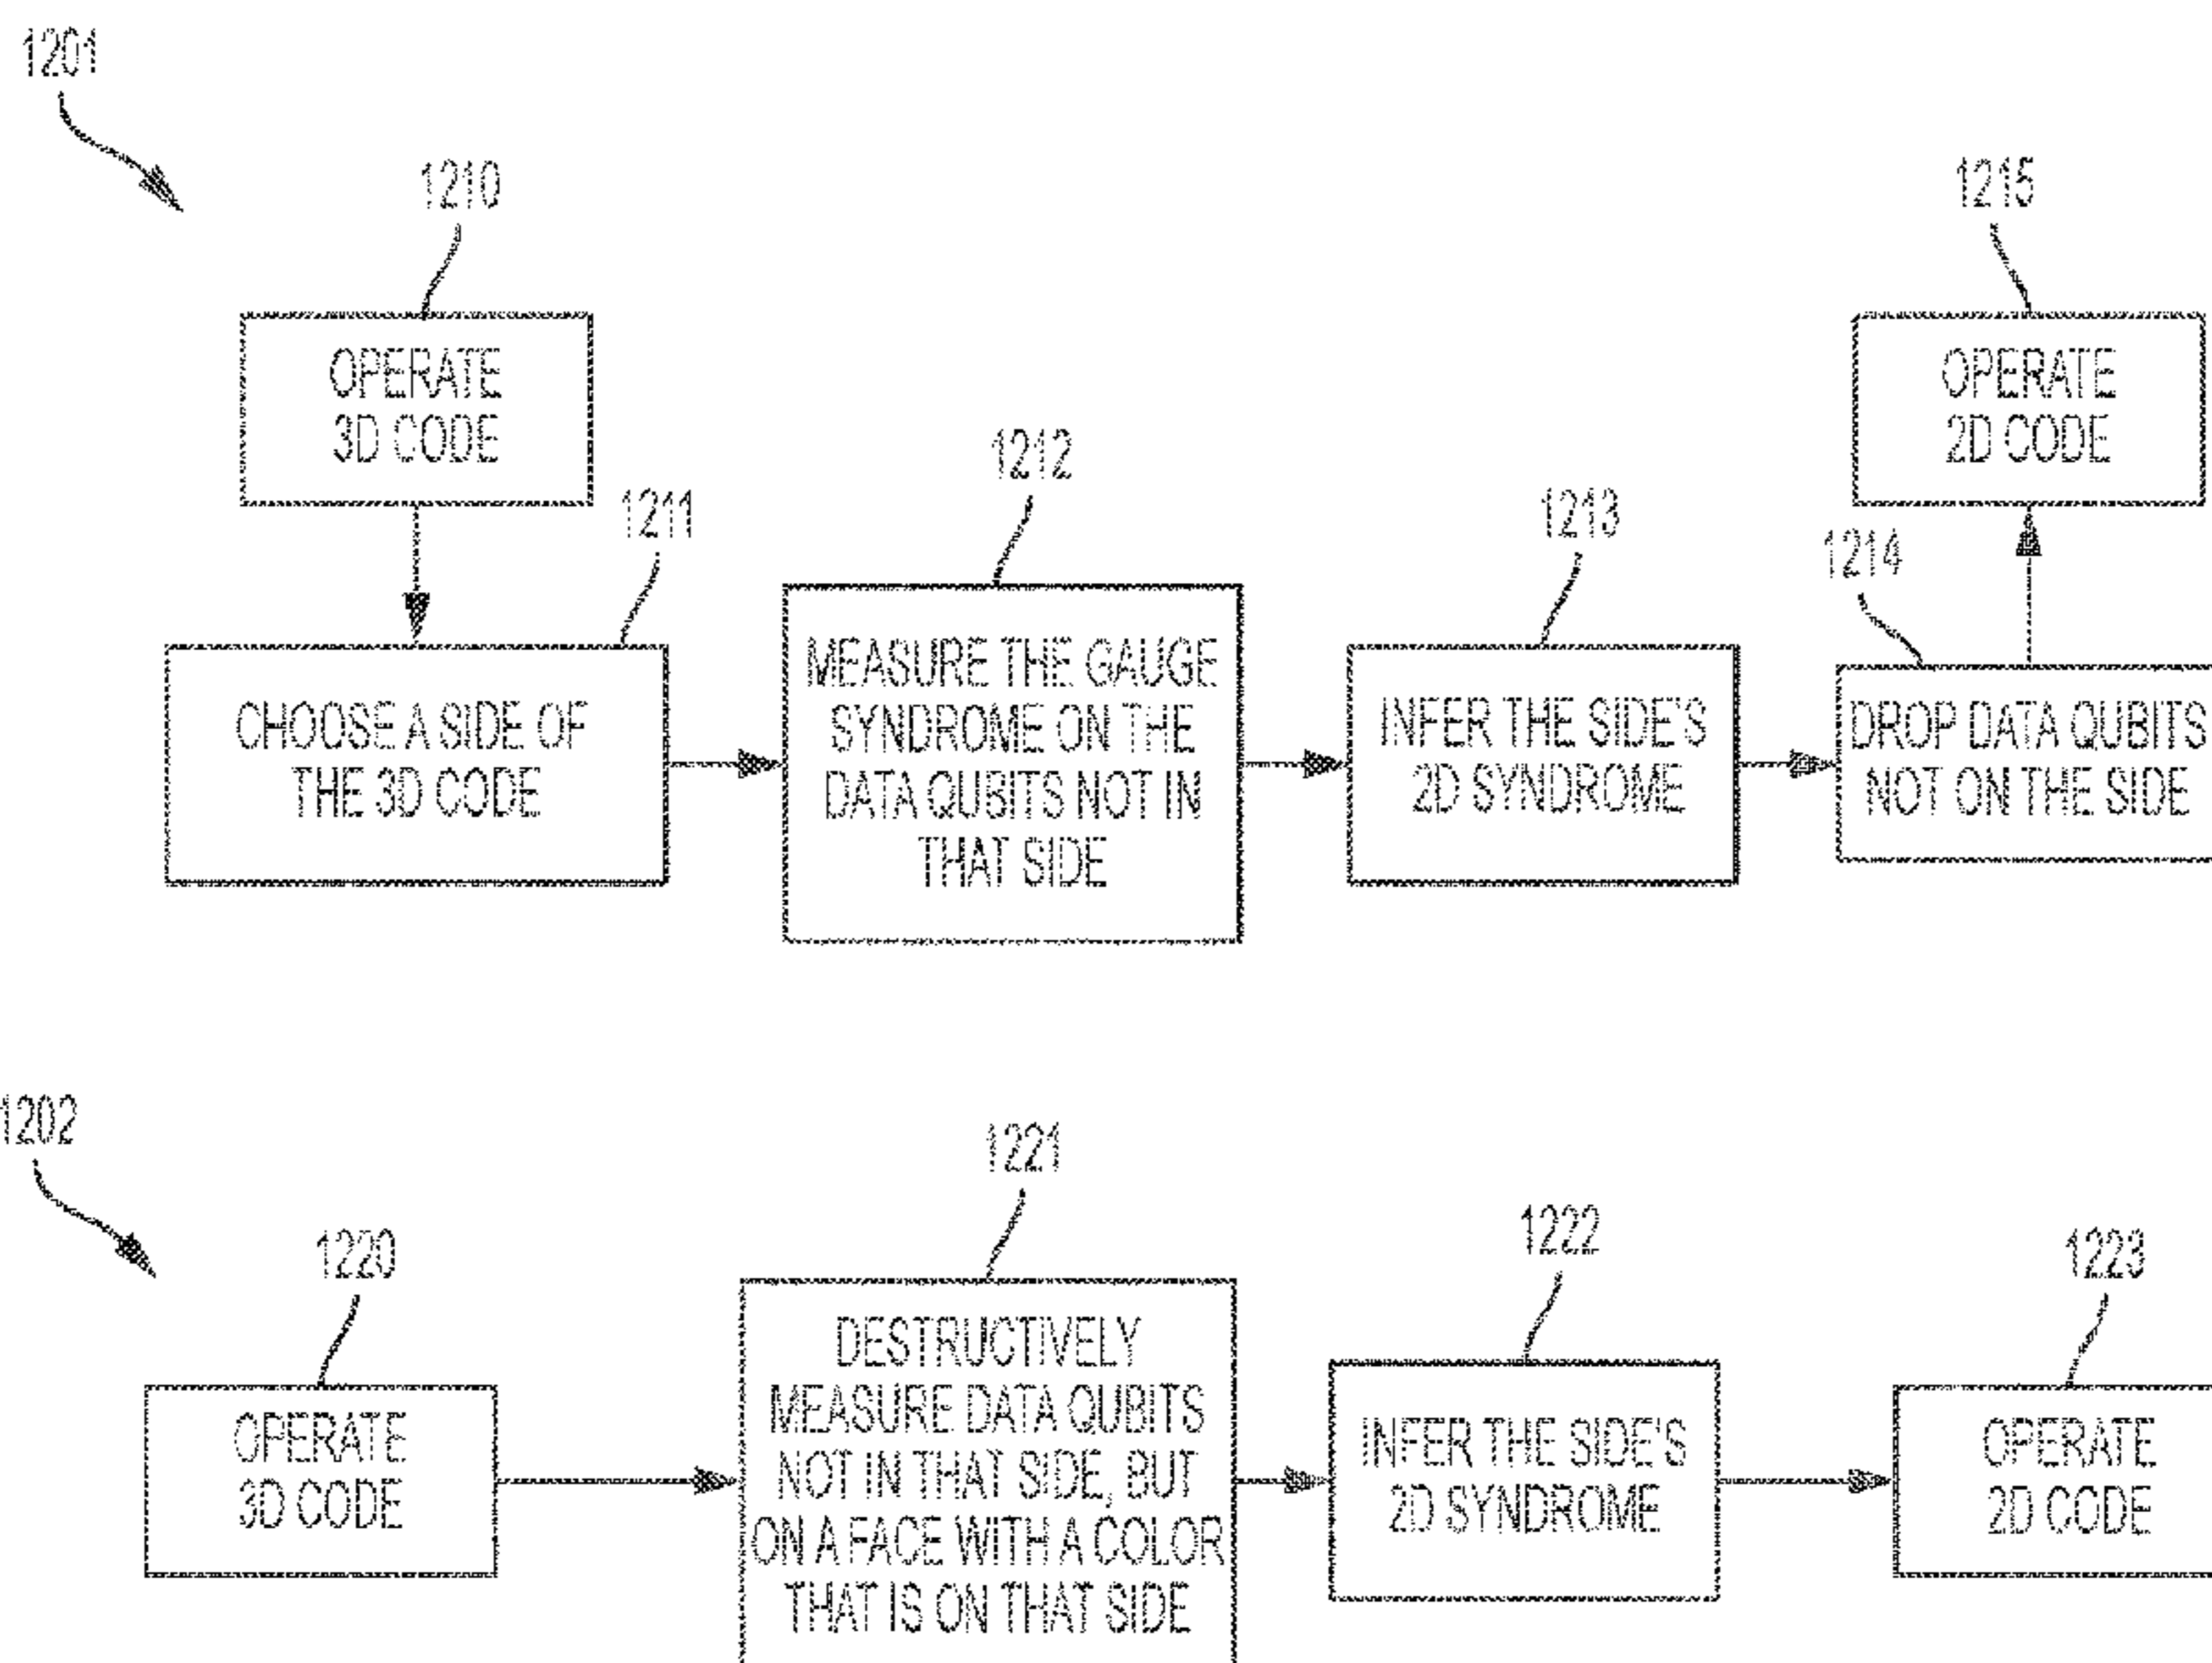 1201
1210
OPERATE
3D CODE
1211
CHOOSE A SIDE OF
THE 3D CODE
1212
MEASURE THE GAUGE
SYNDROME ON THE
DATA QUBITS NOT IN
THAT SIDE
1213
INFER THE SIDE'S
2D SYNDROME
1214
DROP DATA QUBITS
NOT ON THE SIDE
1215
OPERATE
2D CODE
1202
1220
OPERATE
3D CODE
1221
DESTRUCTIVELY
MEASURE DATA QUBITS
NOT IN THAT SIDE, BUT
ON A FACE WITH A COLOR
THAT IS ON THAT SIDE
1222
INFER THE SIDE'S
2D SYNDROME
1223
OPERATE
2D CODE